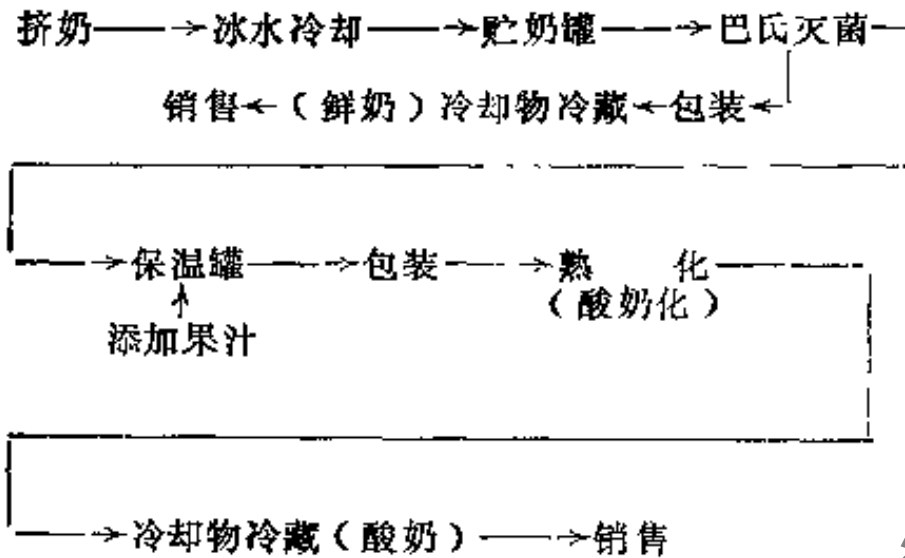 挤奶——→冰水冷却——→贮奶罐——→巴氏灭菌—
销售←(鲜奶)冷却物冷藏←包装←
——→保温罐——→包装——→熟 化——
(酸奶化)
添加果汁
——→冷却物冷藏(酸奶)——→销售